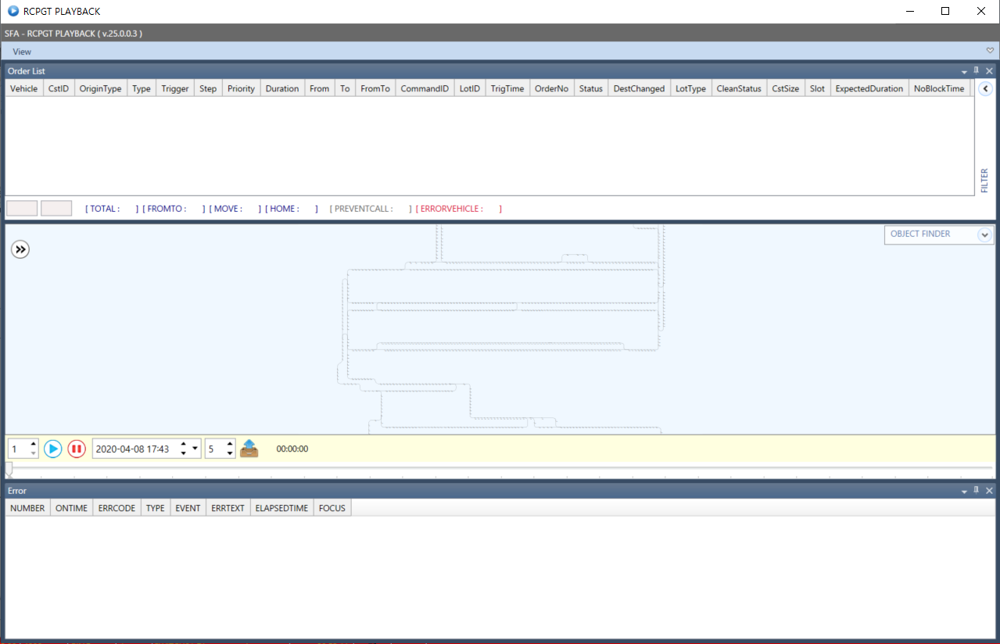 RCPGT PLAYBACK
SFA - RCPGT PLAYBACK ( v.25.0.0.3 )
View
Order List
Vehicle CstID OriginType Type Trigger Step Priority Duration From To FromTo CommandID LotID TrigTime OrderNo Status DestChanged LotType CleanStatus CstSize Slot ExpectedDuration NoBlockTime
FILTER
[ TOTAL : ] [ FROMTO : ] [ MOVE : ] [ HOME : ] [ PREVENTCALL : ] [ ERRORVEHICLE : ]
OBJECT FINDER
1 2020-04-08 17:43 5 00:00:00
Error
NUMBER ONTIME ERRCODE TYPE EVENT ERRTEXT ELAPSEDTIME FOCUS